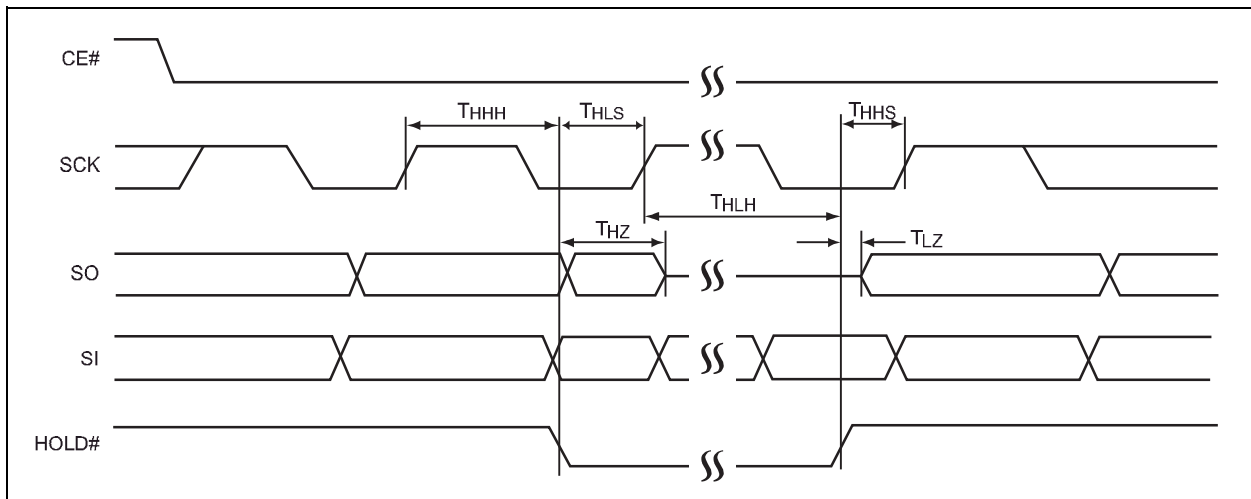 CE#
THHH THLS THHS
SCK
THLH
THZ TLZ
SO
SI
HOLD#